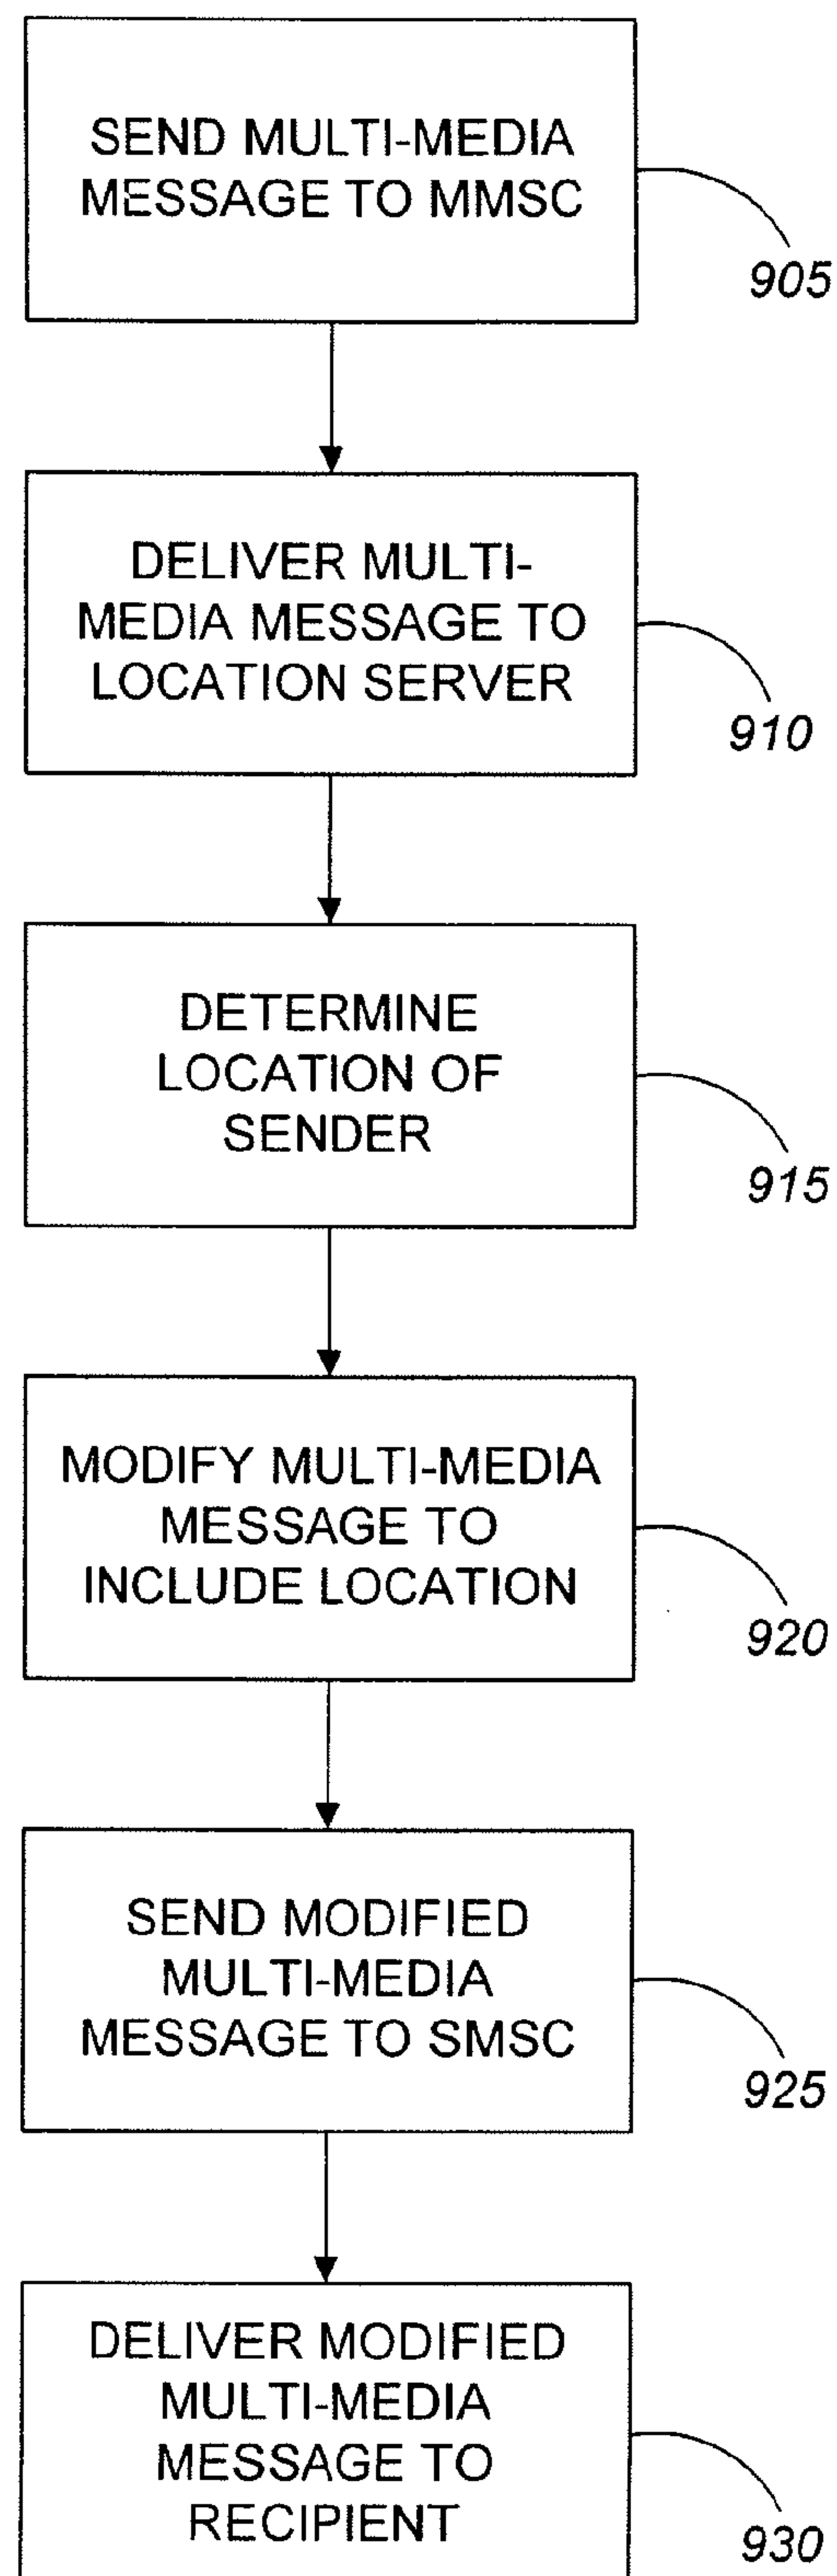 SEND MULTI-MEDIA
MESSAGE TO MMSC
905
DELIVER MULTI-
MEDIA MESSAGE TO
LOCATION SERVER
910
DETERMINE
LOCATION OF
SENDER
915
MODIFY MULTI-MEDIA
MESSAGE TO
INCLUDE LOCATION
920
SEND MODIFIED
MULTI-MEDIA
MESSAGE TO SMSC
925
DELIVER MODIFIED
MULTI-MEDIA
MESSAGE TO
RECIPIENT
930